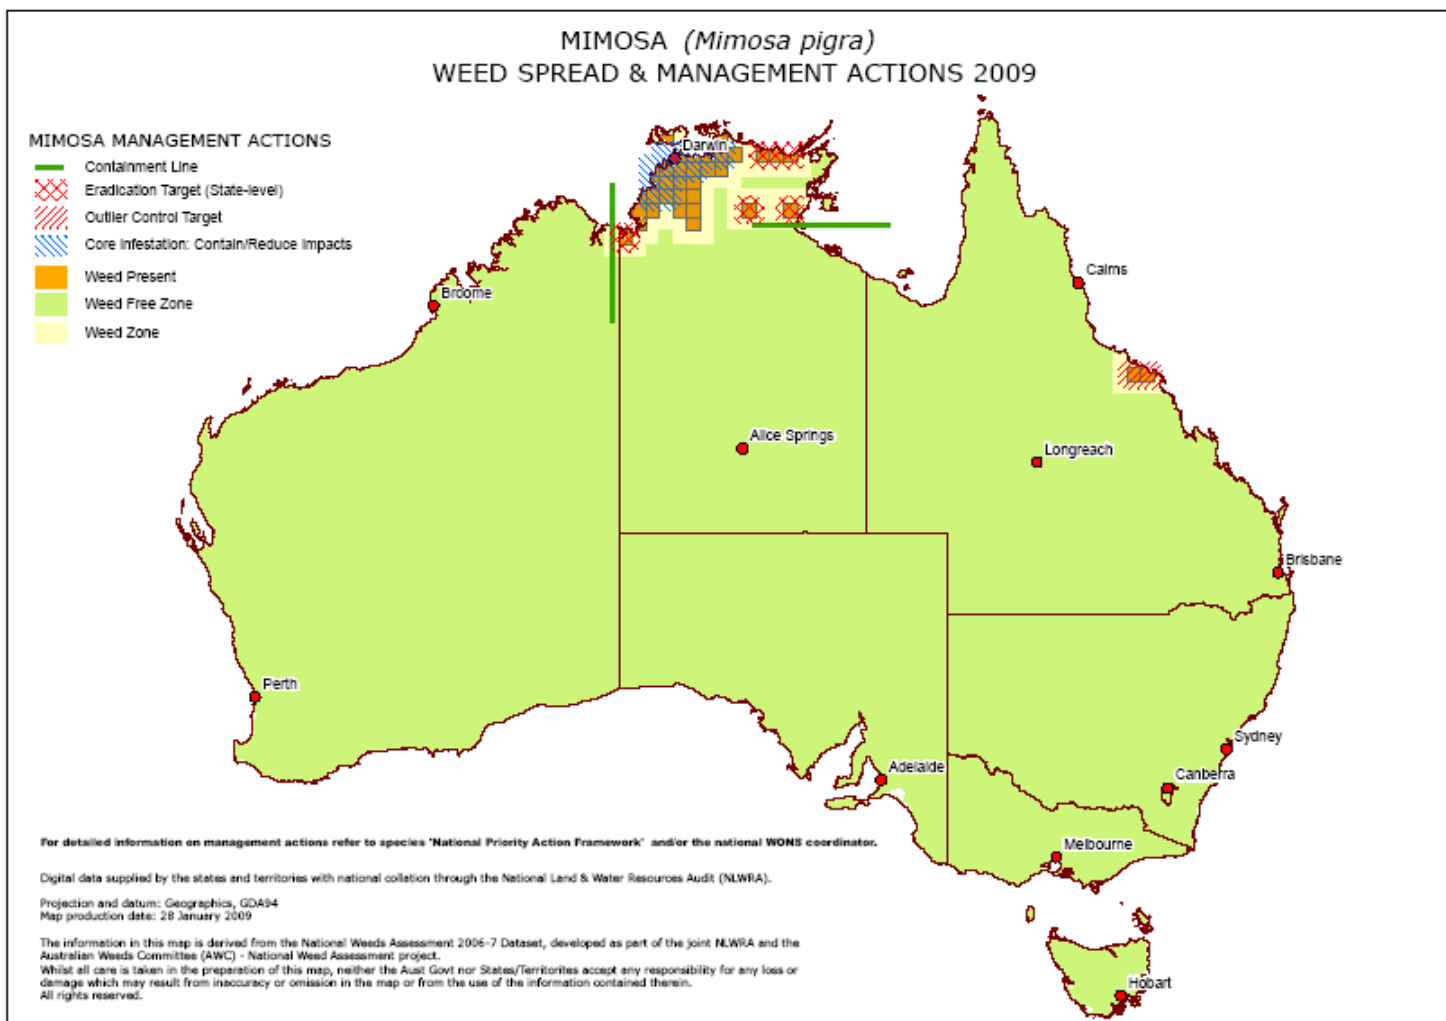 MIMOSA (Mimosa pigra)
WEED SPREAD & MANAGEMENT ACTIONS 2009
MIMOSA MANAGEMENT ACTIONS
Containment Line
Eradication Target (State-level)
Outlier Control Target
Core Infestation: Contain/Reduce Impacts
Weed Present
Weed Free Zone
Weed Zone
Darwin
Cairns
Broome
Alice Springs
Longreach
Brisbane
Perth
Sydney
Adelaide
Canberra
Melbourne
Hobart
For detailed information on management actions refer to species 'National Priority Action Framework' and/or the national WONS coordinator.
Digital data supplied by the states and territories with national collation through the National Land & Water Resources Audit (NLWRA).
Projection and datum: Geographics, GDA94
Map production date: 28 January 2009
The information in this map is derived from the National Weeds Assessment 2006-7 Dataset, developed as part of the joint NLWRA and the
Australian Weeds Committee (AWC) - National Weed Assessment project.
Whilst all care is taken in the preparation of this map, neither the Aust Govt nor States/Territorites accept any responsibility for any loss or
damage which may result from inaccuracy or omission in the map or from the use of the information contained therein.
All rights reserved.